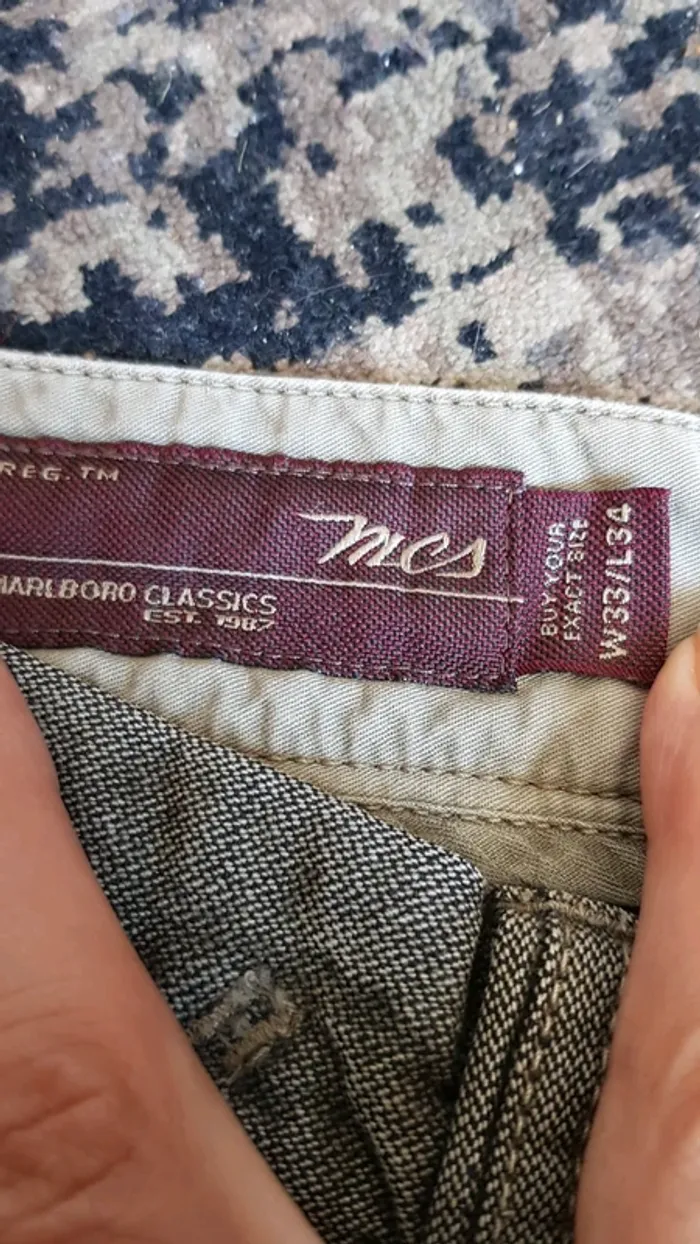 REG. TM
MCS
MARLBORO CLASSICS
EST. 1987
BUY YOUR
EXACT SIZE
W33/L34